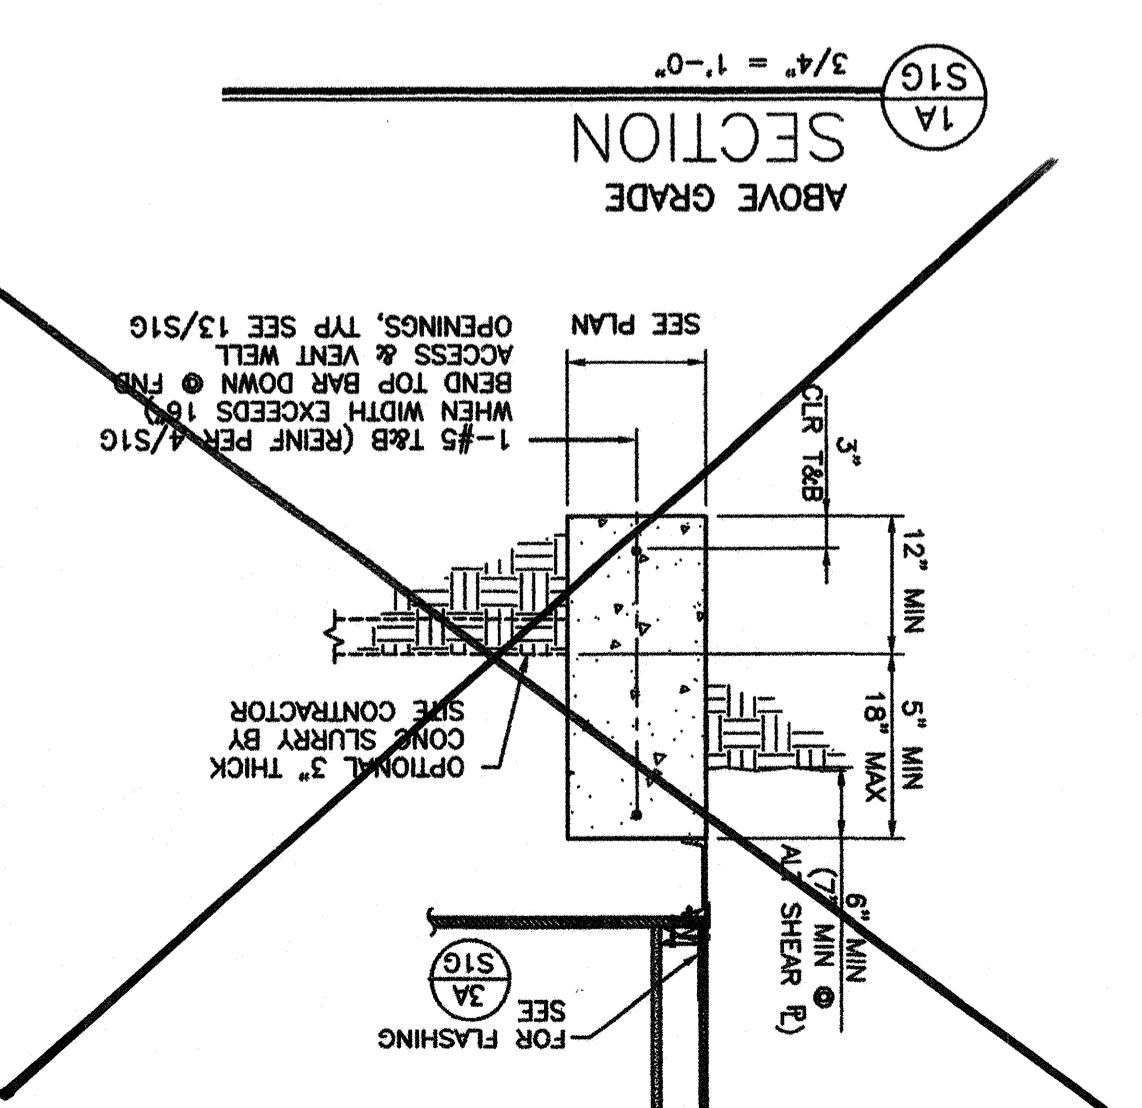 FOR FLASHING
SEE
3A
S1G
6" MIN
(7" MIN @
ALT SHEAR PL)
OPTIONAL 3" THICK
CONC SLURRY BY
SITE CONTRACTOR
5" MIN
18" MAX
12" MIN
3"
CLR T&B
1-#5 T&B (REINF PER 4/S1G
WHEN WIDTH EXCEEDS 16")
BEND TOP BAR DOWN @ FND
ACCESS & VENT WELL
OPENINGS, TYP SEE 13/S1G
SEE PLAN
ABOVE GRADE
SECTION
1A
S1G
3/4" = 1'-0"